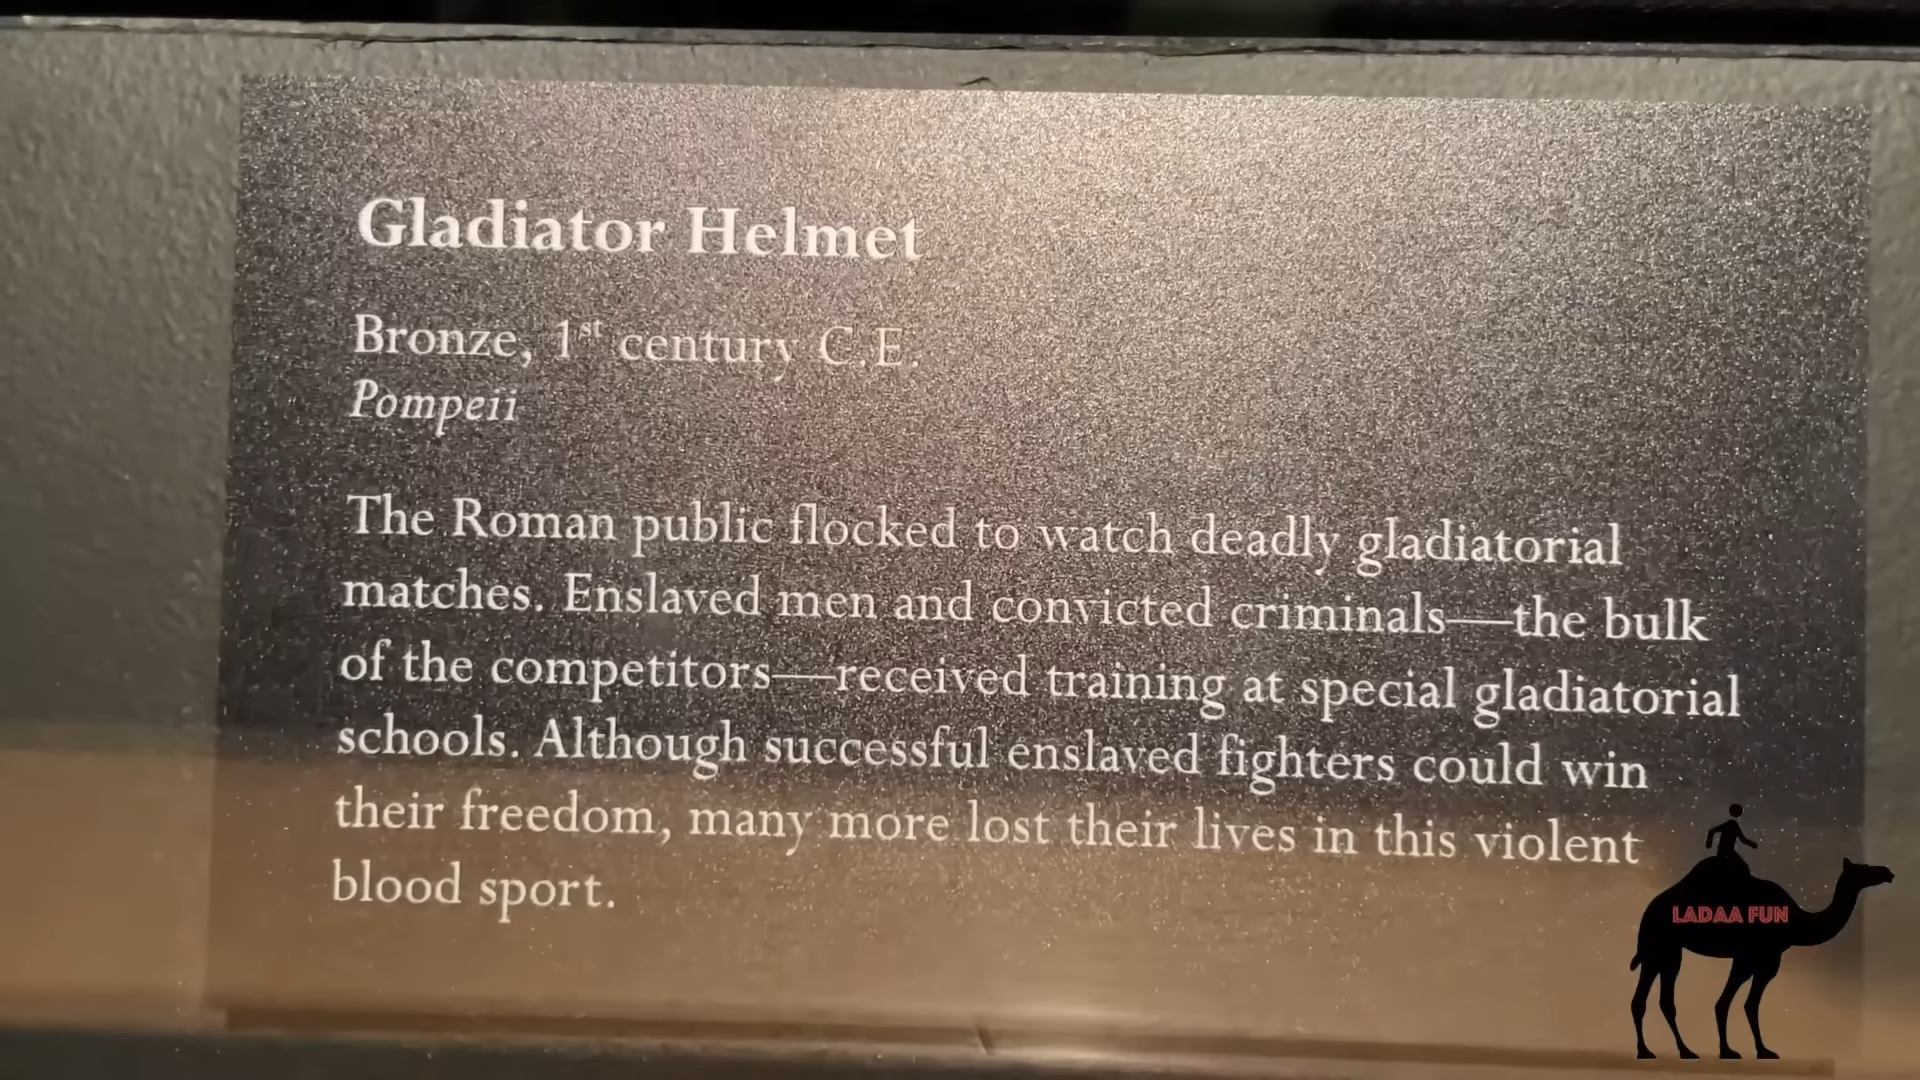 Gladiator Helmet
Bronze, 1st century C.E.
Pompeii
The Roman public flocked to watch deadly gladiatorial
matches. Enslaved men and convicted criminals—the bulk
of the competitors—received training at special gladiatorial
schools. Although successful enslaved fighters could win
their freedom, many more lost their lives in this violent
blood sport.
LADAA FUN